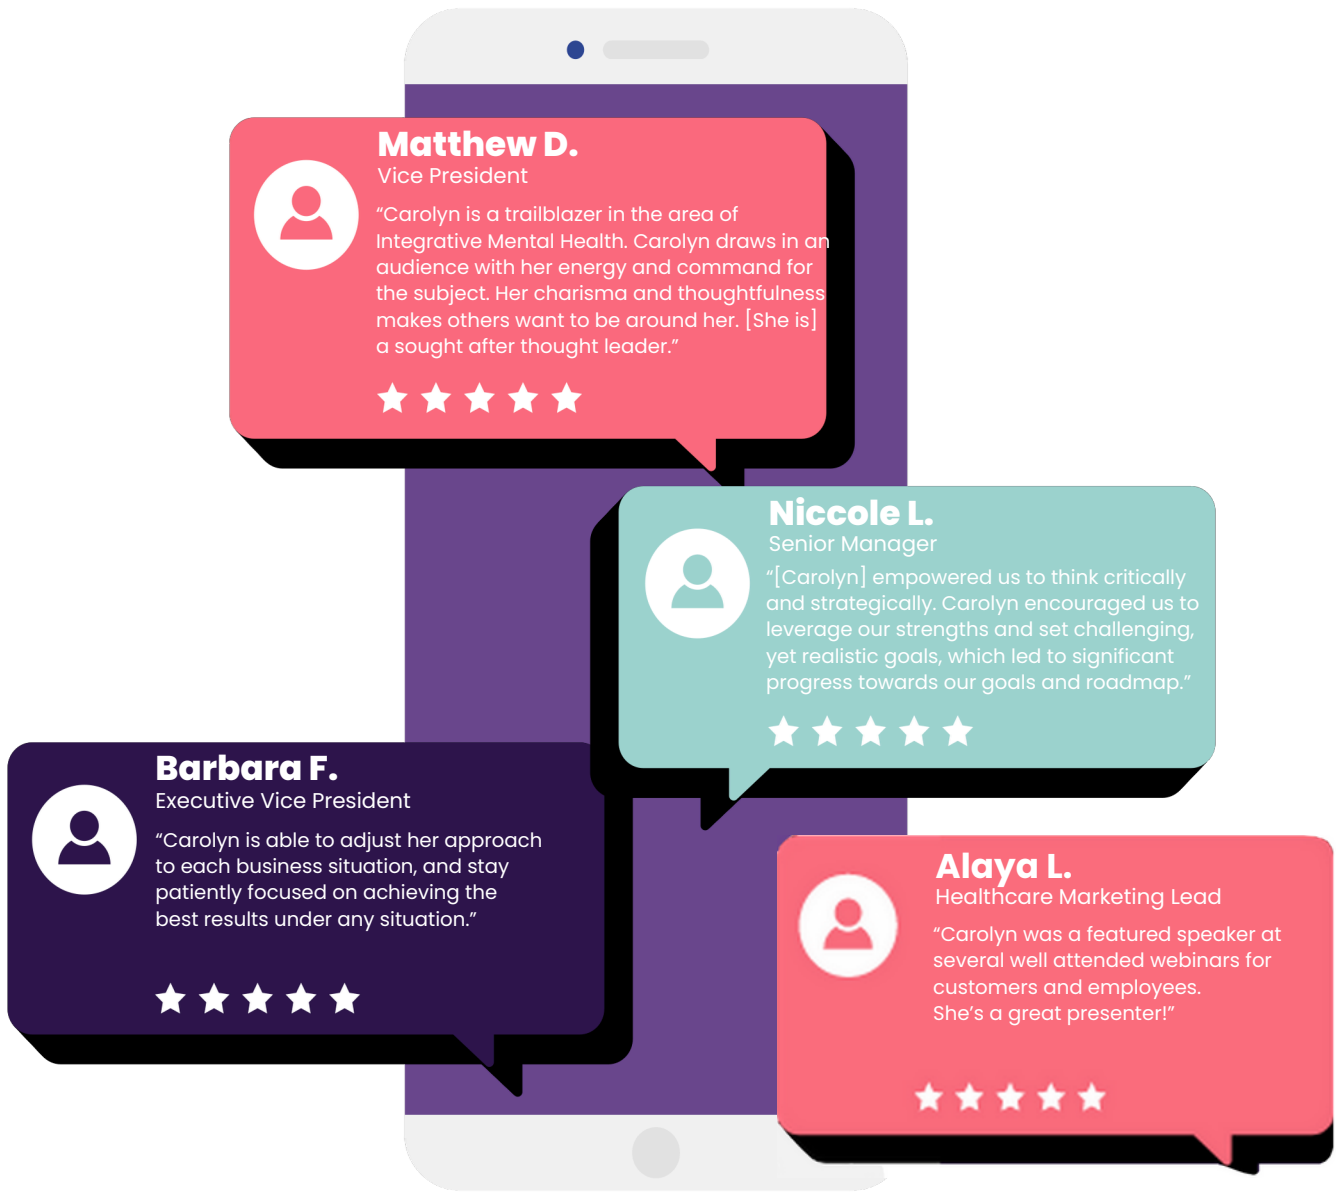 Matthew D.
Vice President
“Carolyn is a trailblazer in the area of
Integrative Mental Health. Carolyn draws in an
audience with her energy and command for
the subject. Her charisma and thoughtfulness
makes others want to be around her. [She is]
a sought after thought leader.”
Niccole L.
Senior Manager
“[Carolyn] empowered us to think critically
and strategically. Carolyn encouraged us to
leverage our strengths and set challenging,
yet realistic goals, which led to significant
progress towards our goals and roadmap.”
Barbara F.
Executive Vice President
“Carolyn is able to adjust her approach
to each business situation, and stay
patiently focused on achieving the
best results under any situation.”
Alaya L.
Healthcare Marketing Lead
“Carolyn was a featured speaker at
several well attended webinars for
customers and employees.
She’s a great presenter!”